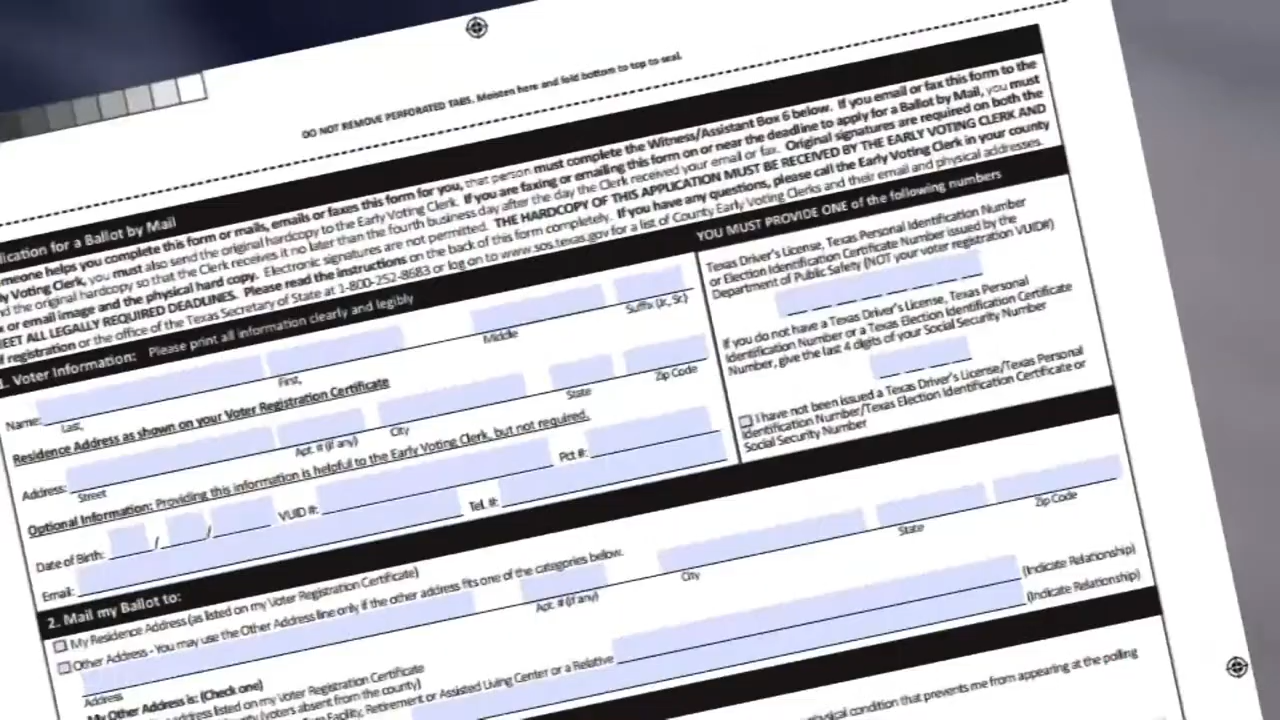 DO NOT REMOVE PERFORATED TABS. Moisten here and fold bottom to top to seal.
ication for a Ballot by Mail
meone helps you complete this form or mails, emails or faxes this form for you, that person must complete the Witness/Assistant Box 6 below. If you email or fax this form to the
y Voting Clerk, you must also send the original hardcopy to the Early Voting Clerk. If you are faxing or emailing this form on or near the deadline to apply for a Ballot by Mail, you must
nd the original hardcopy so that the Clerk receives it no later than the fourth business day after the day the Clerk received your email or fax. Original signatures are required on both the
x or email image and the physical hard copy. Electronic signatures are not permitted. THE HARDCOPY OF THIS APPLICATION MUST BE RECEIVED BY THE EARLY VOTING CLERK AND
EET ALL LEGALLY REQUIRED DEADLINES. Please read the instructions on the back of this form completely. If you have any questions, please call the Early Voting Clerk in your county
f registration or the office of the Texas Secretary of State at 1-800-252-8683 or log on to www.sos.texas.gov for a list of County Early Voting Clerks and their email and physical addresses.
1. Voter Information: Please print all information clearly and legibly
YOU MUST PROVIDE ONE of the following numbers
Name:
Last,
First,
Middle
Suffix (Jr., Sr.)
Residence Address as shown on your Voter Registration Certificate
Address:
Street
Apt. # (if any)
City
State
Zip Code
Optional Information: Providing this information is helpful to the Early Voting Clerk, but not required.
Date of Birth: / / VUID #: Pct #:
Email: Tel. #:
Texas Driver's License, Texas Personal Identification Number
or Election Identification Certificate Number issued by the
Department of Public Safety (NOT your voter registration VUID#)
If you do not have a Texas Driver's License, Texas Personal
Identification Number or a Texas Election Identification Certificate
Number, give the last 4 digits of your Social Security Number
I have not been issued a Texas Driver's License/Texas Personal
Identification Number/Texas Election Identification Certificate or
Social Security Number
2. Mail my Ballot to:
My Residence Address (as listed on my Voter Registration Certificate)
Other Address - You may use the Other Address line only if the other address fits one of the categories below.
Address
Apt. # (if any)
City
State
Zip Code
My Other Address is: (Check one)
address listed on my Voter Registration Certificate
county (voters absent from the county)
Facility, Retirement or Assisted Living Center or a Relative
(Indicate Relationship)
(Indicate Relationship)
physical condition that prevents me from appearing at the polling